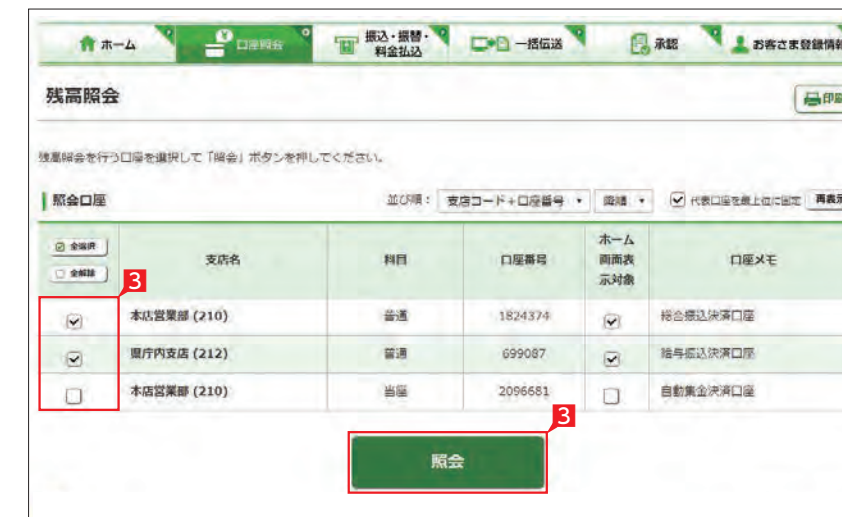 ホーム
口座照会
振込・振替・
料金払込
一括伝送
承認
お客さま登録情報
残高照会
印刷
残高照会を行う口座を選択して「照会」ボタンを押してください。
照会口座 並び順: 支店コード+口座番号 代表口座を最上位に固定 再表示
全選択
全解除
支店名 科目 口座番号 ホーム画面表示対象 口座メモ
3
本店営業部 (210) 普通 1824374 総合振込決済口座
県庁内支店 (212) 普通 699087 給与振込決済口座
本店営業部 (210) 当座 2096681 自動集金決済口座
3
照会